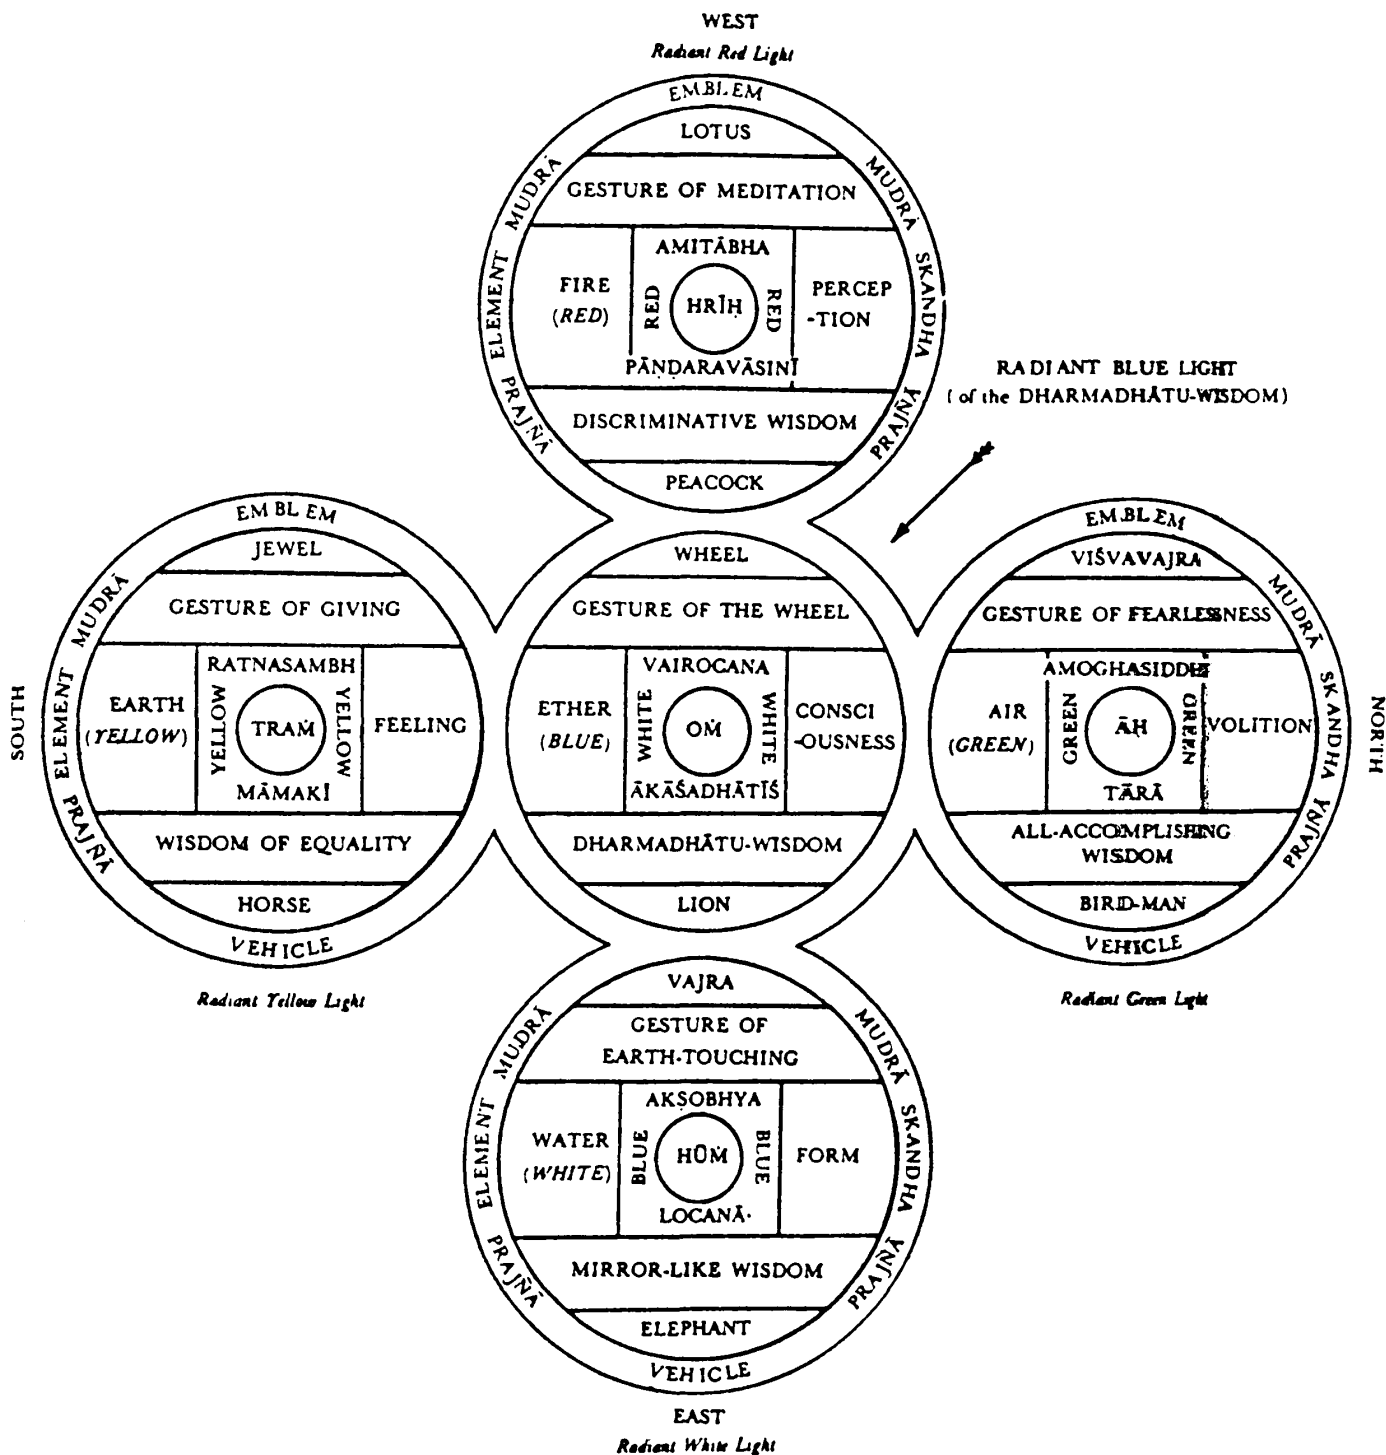 WEST
Radiant Red Light
EMBLEM
LOTUS
MUDRĀ
MUDRĀ
GESTURE OF MEDITATION
ELEMENT
SKANDHA
AMITĀBHA
FIRE
(RED)
RED
HRĪḤ
RED
PERCEP
-TION
PĀNDARAVĀSINĪ
PRAJÑĀ
PRAJÑĀ
DISCRIMINATIVE WISDOM
PEACOCK
RADIANT BLUE LIGHT
(of the DHARMADHĀTU-WISDOM)
SOUTH
EMBLEM
JEWEL
MUDRĀ
GESTURE OF GIVING
ELEMENT
RATNASAMBH
EARTH
(YELLOW)
YELLOW
TRAṀ
YELLOW
FEELING
MĀMAKĪ
PRAJÑĀ
WISDOM OF EQUALITY
HORSE
VEHICLE
Radiant Yellow Light
WHEEL
GESTURE OF THE WHEEL
VAIROCANA
ETHER
(BLUE)
WHITE
OṀ
WHITE
CONSCI
-OUSNESS
ĀKĀŚADHĀTĪŚ
DHARMADHĀTU-WISDOM
LION
EMBLEM
VIŚVAVAJRA
MUDRĀ
GESTURE OF FEARLESSNESS
SKANDHA
AMOGHASIDDHI
AIR
(GREEN)
GREEN
ĀḤ
GREEN
VOLITION
TĀRĀ
PRAJÑĀ
ALL-ACCOMPLISHING
WISDOM
BIRD-MAN
VEHICLE
NORTH
Radiant Green Light
VAJRA
MUDRĀ
MUDRĀ
GESTURE OF
EARTH-TOUCHING
ELEMENT
SKANDHA
AKṢOBHYA
WATER
(WHITE)
BLUE
HŪṀ
BLUE
FORM
LOCANĀ
PRAJÑĀ
PRAJÑĀ
MIRROR-LIKE WISDOM
ELEPHANT
VEHICLE
EAST
Radiant White Light